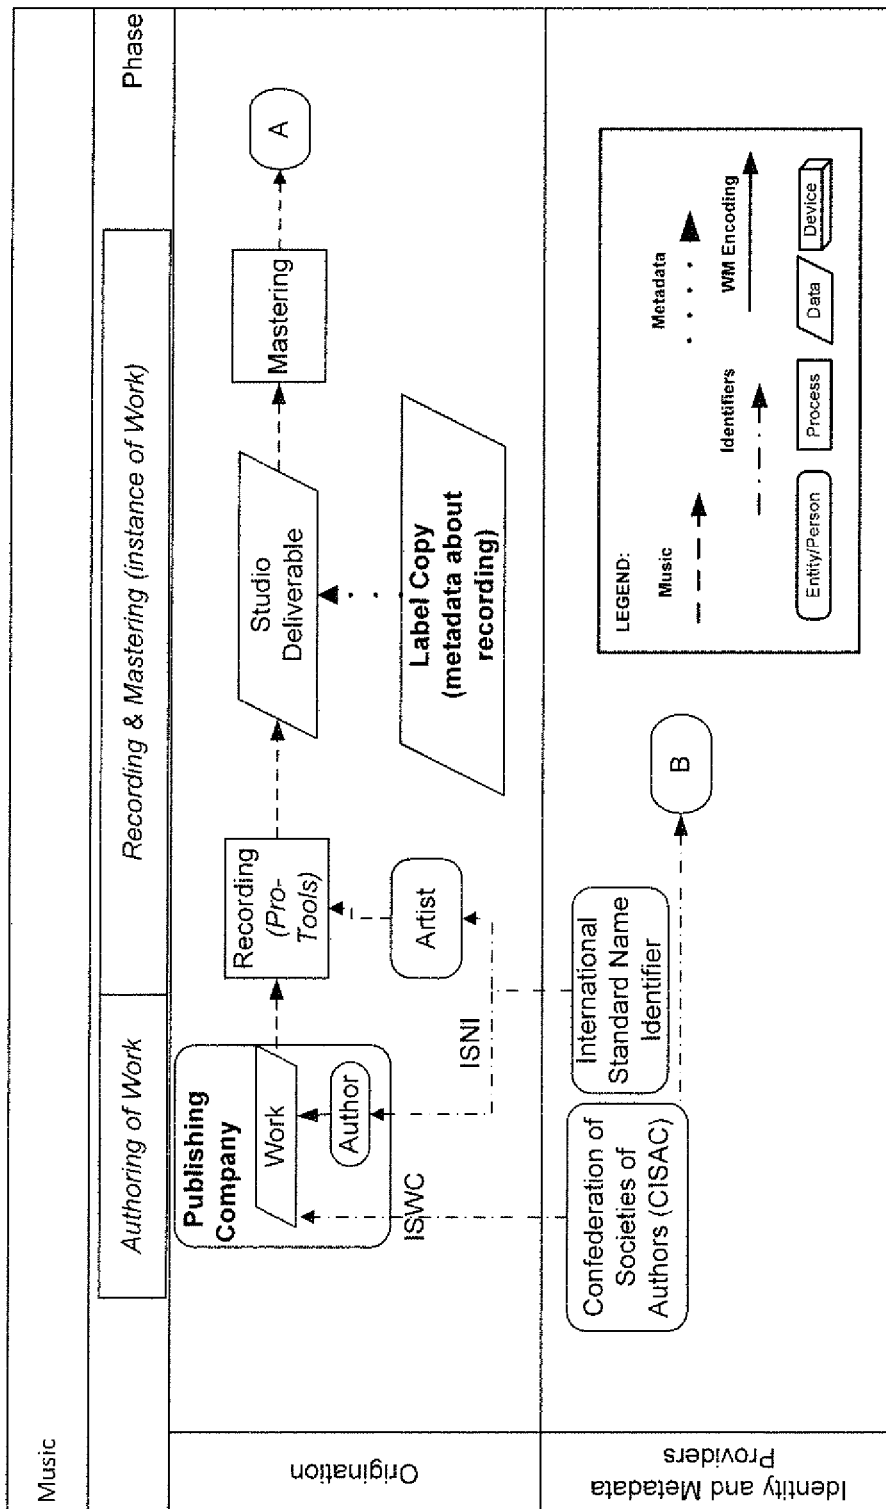 Music
Phase
Authoring of Work
Recording & Mastering (instance of Work)
Origination
Publishing
Company
Work
Author
ISWC
Recording
(Pro-
Tools)
Artist
ISNI
Studio
Deliverable
Label Copy
(metadata about
recording)
Mastering
A
Identity and Metadata
Providers
Confederation of
Societies of
Authors (CISAC)
International
Standard Name
Identifier
B
LEGEND:
Music
Metadata
Identifiers
WM Encoding
Entity/Person
Process
Data
Device